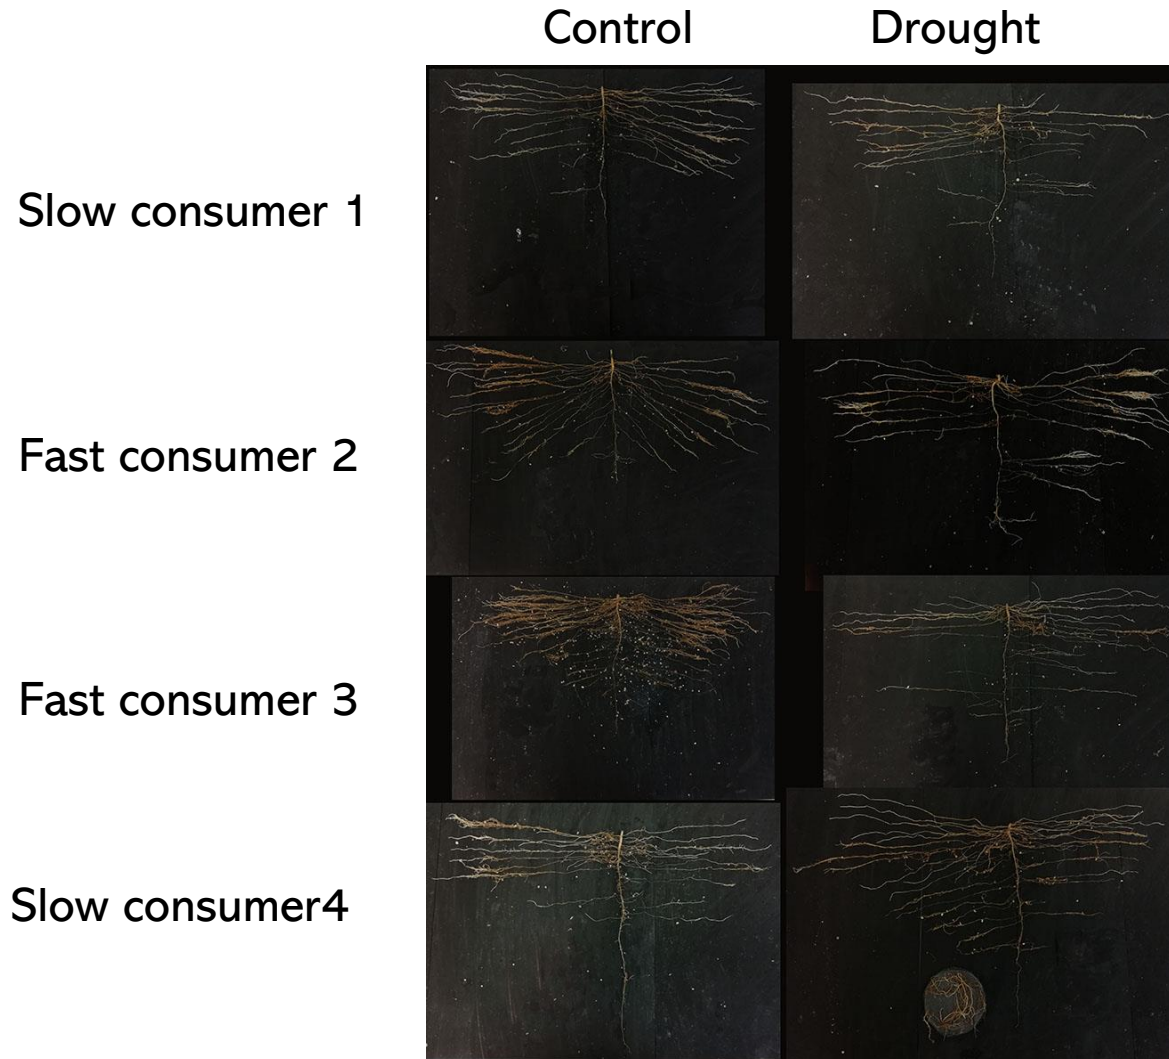 Control Drought
Slow consumer 1
Fast consumer 2
Fast consumer 3
Slow consumer4